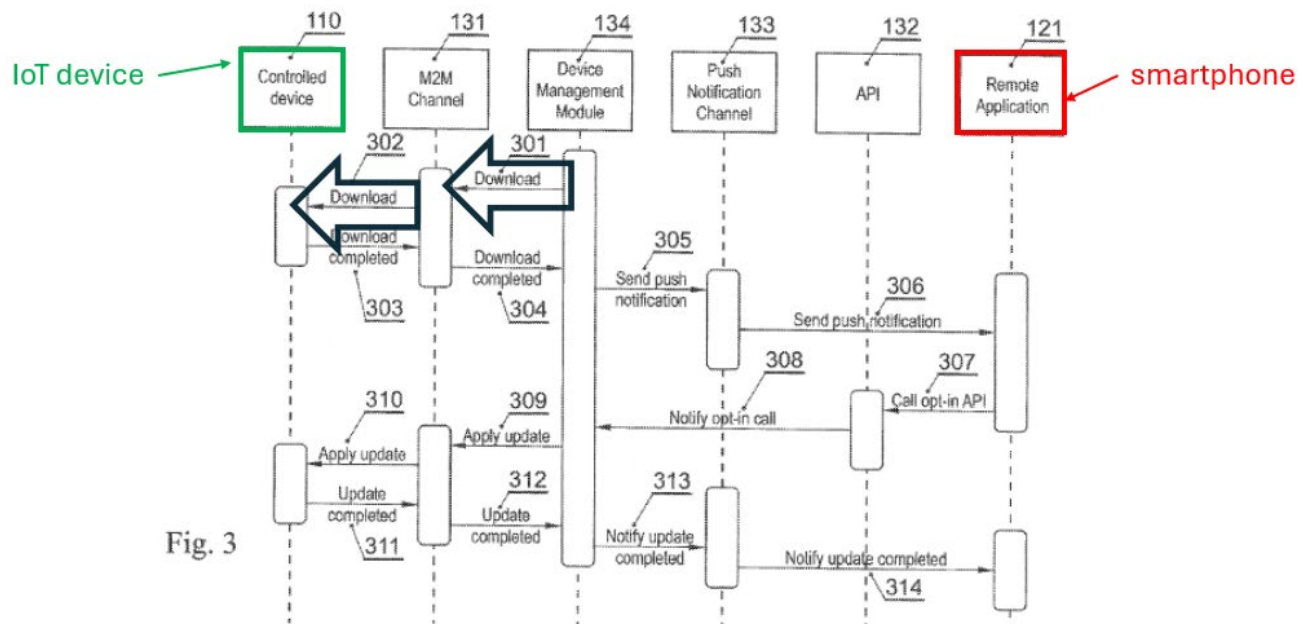 110
131
134
133
132
121
IoT device
Controlled
device
M2M
Channel
Device
Management
Module
Push
Notification
Channel
API
Remote
Application
smartphone
302
301
Download
Download
Download
completed
303
Download
completed
304
305
Send push
notification
306
Send push notification
307
Call opt-in API
308
Notify opt-in call
309
Apply update
310
Apply update
Update
completed
311
312
Update
completed
313
Notify update
completed
Notify update completed
314
Fig. 3